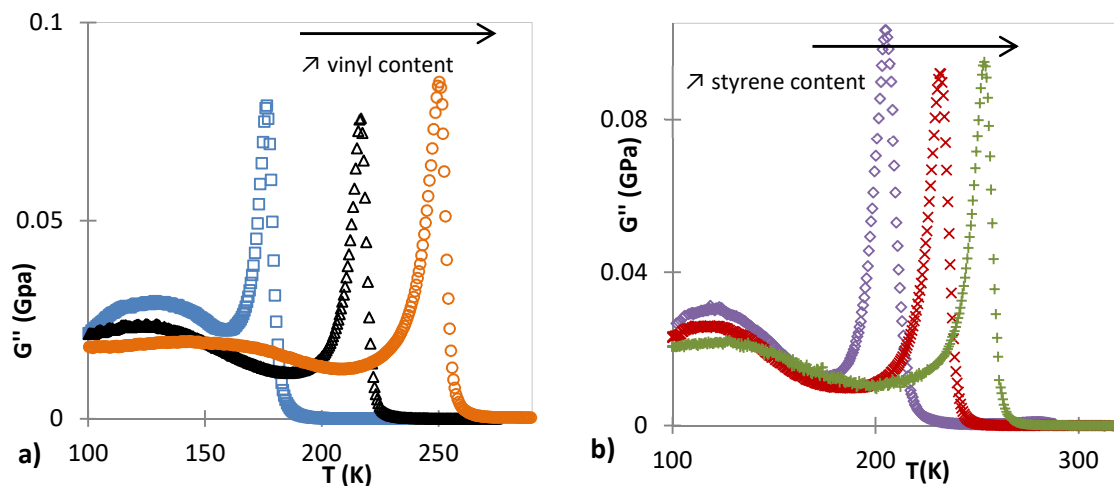 0.1
↗ vinyl content
0.05
G'' (Gpa)
0
100
150
200
250
T (K)
a)
↗ styrene content
0.08
G'' (GPa)
0.04
0.00
100
200
300
T(K)
b)